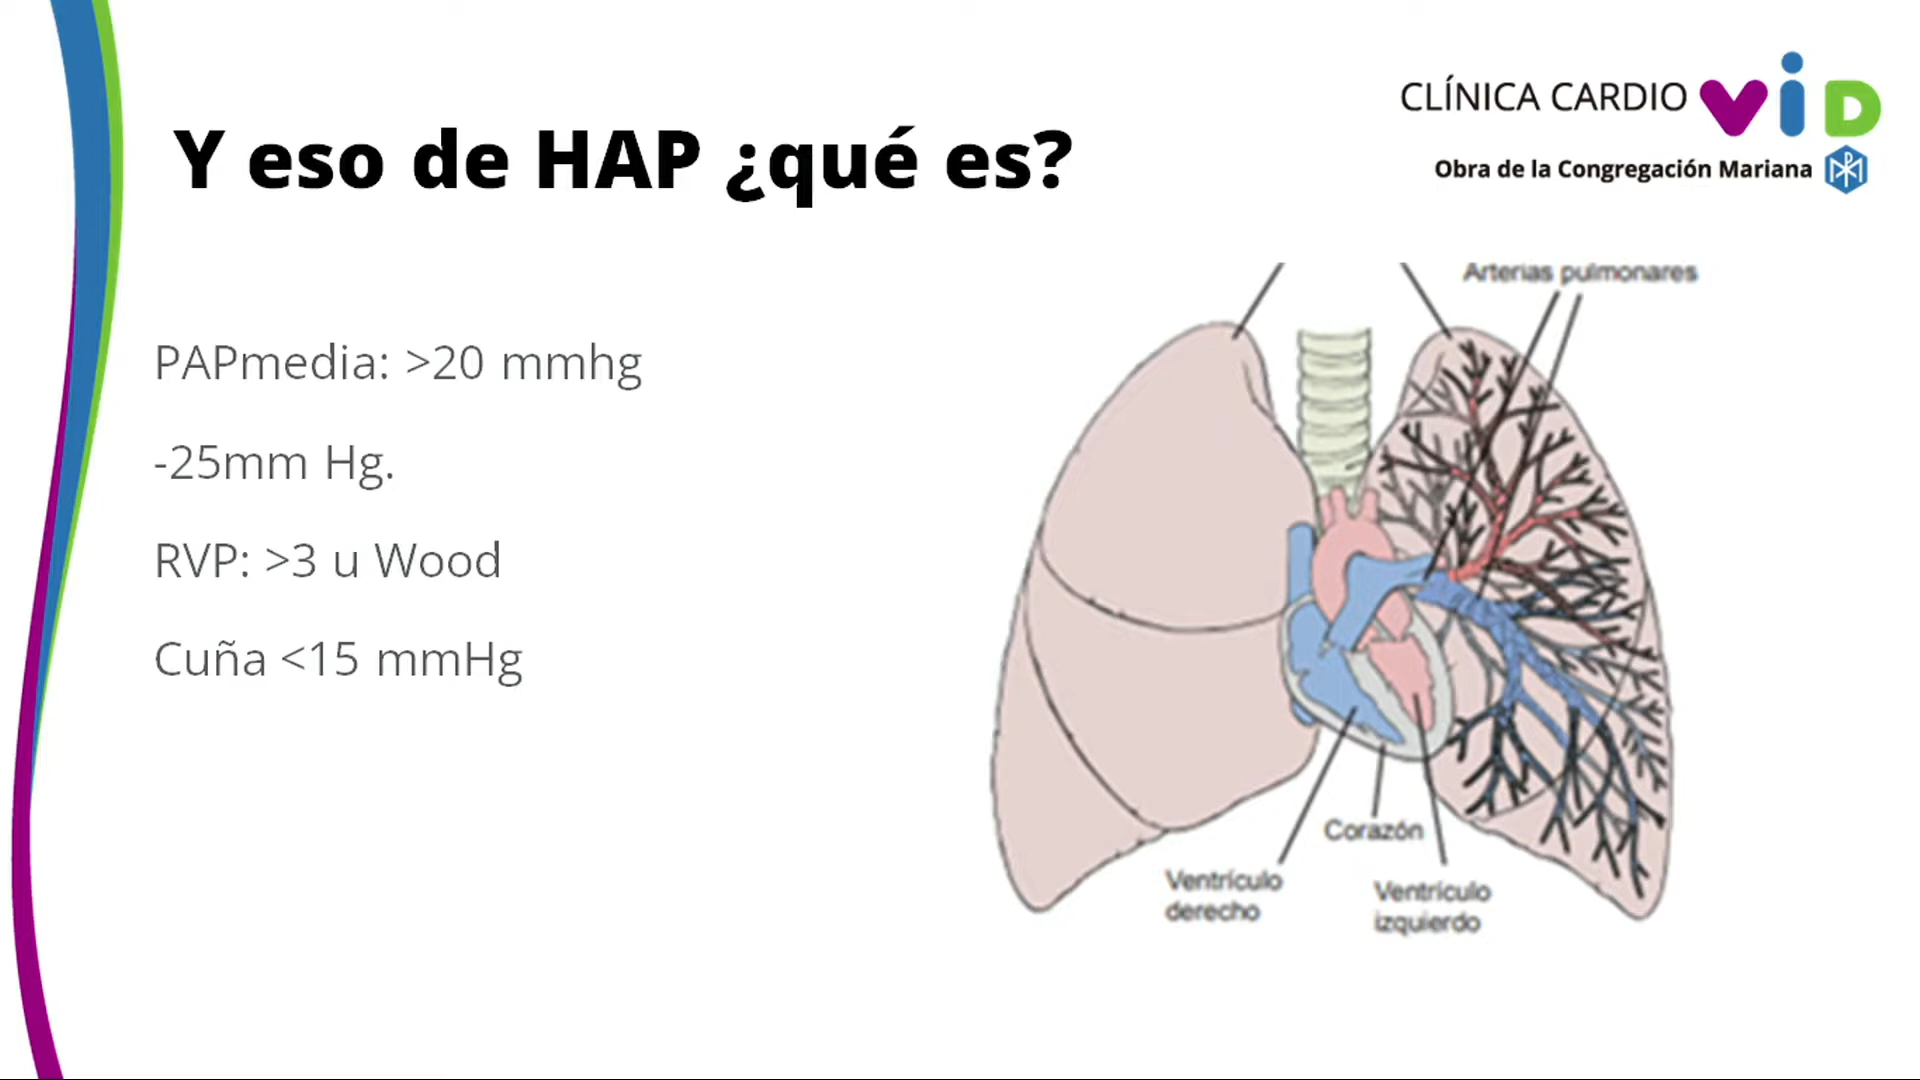 CLÍNICA CARDIO VID
Obra de la Congregación Mariana
Y eso de HAP ¿qué es?
PAPmedia: >20 mmhg
-25mm Hg.
RVP: >3 u Wood
Cuña <15 mmHg
Arterias pulmonares
Corazón
Ventrículo
derecho
Ventrículo
izquierdo